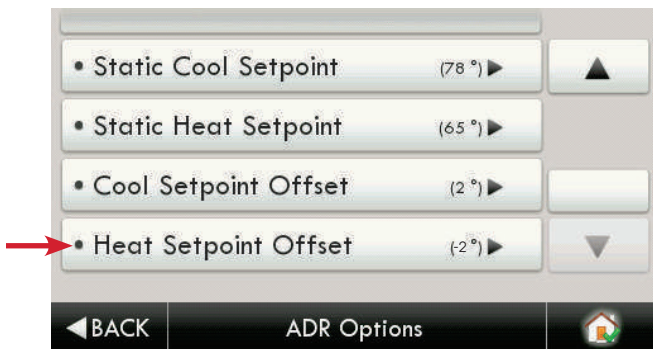 • Static Cool Setpoint (78 °)▶
• Static Heat Setpoint (65 °)▶
• Cool Setpoint Offset (2 °)▶
• Heat Setpoint Offset (-2 °)▶
◀BACK ADR Options